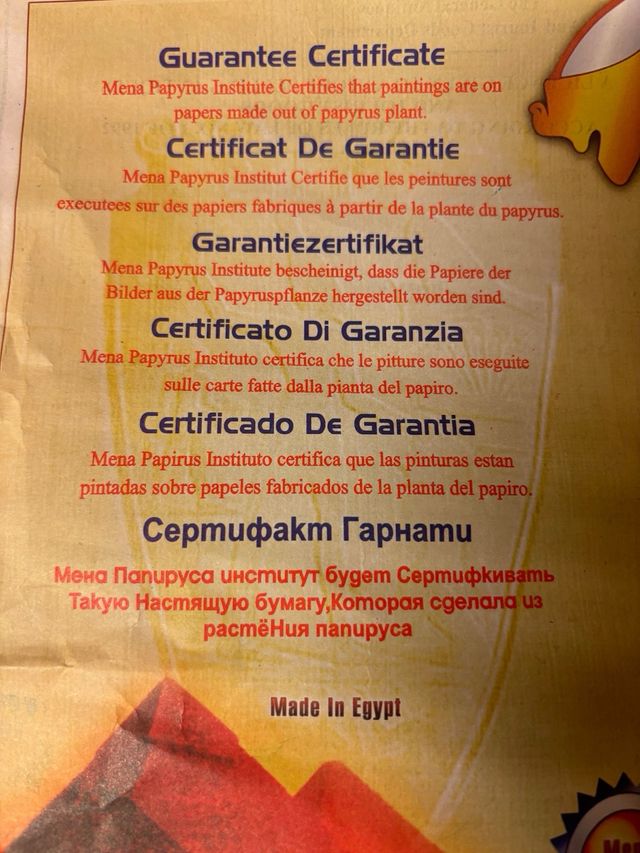 Guarantee Certificate
Mena Papyrus Institute Certifies that paintings are on
papers made out of papyrus plant.
Certificat De Garantie
Mena Papyrus Institut Certifie que les peintures sont
executees sur des papiers fabriques à partir de la plante du papyrus.
Garantiezertifikat
Mena Papyrus Institute bescheinigt, dass die Papiere der
Bilder aus der Papyruspflanze hergestellt worden sind.
Certificato Di Garanzia
Mena Papyrus Instituto certifica che le pitture sono eseguite
sulle carte fatte dalla pianta del papiro.
Certificado De Garantia
Mena Papirus Instituto certifica que las pinturas estan
pintadas sobre papeles fabricados de la planta del papiro.
Сертифакт Гарнати
Мена Папируса институт будет Сертифкивать
Такую Настящую бумагу,Которая сделала из
растёНия папируса
Made In Egypt